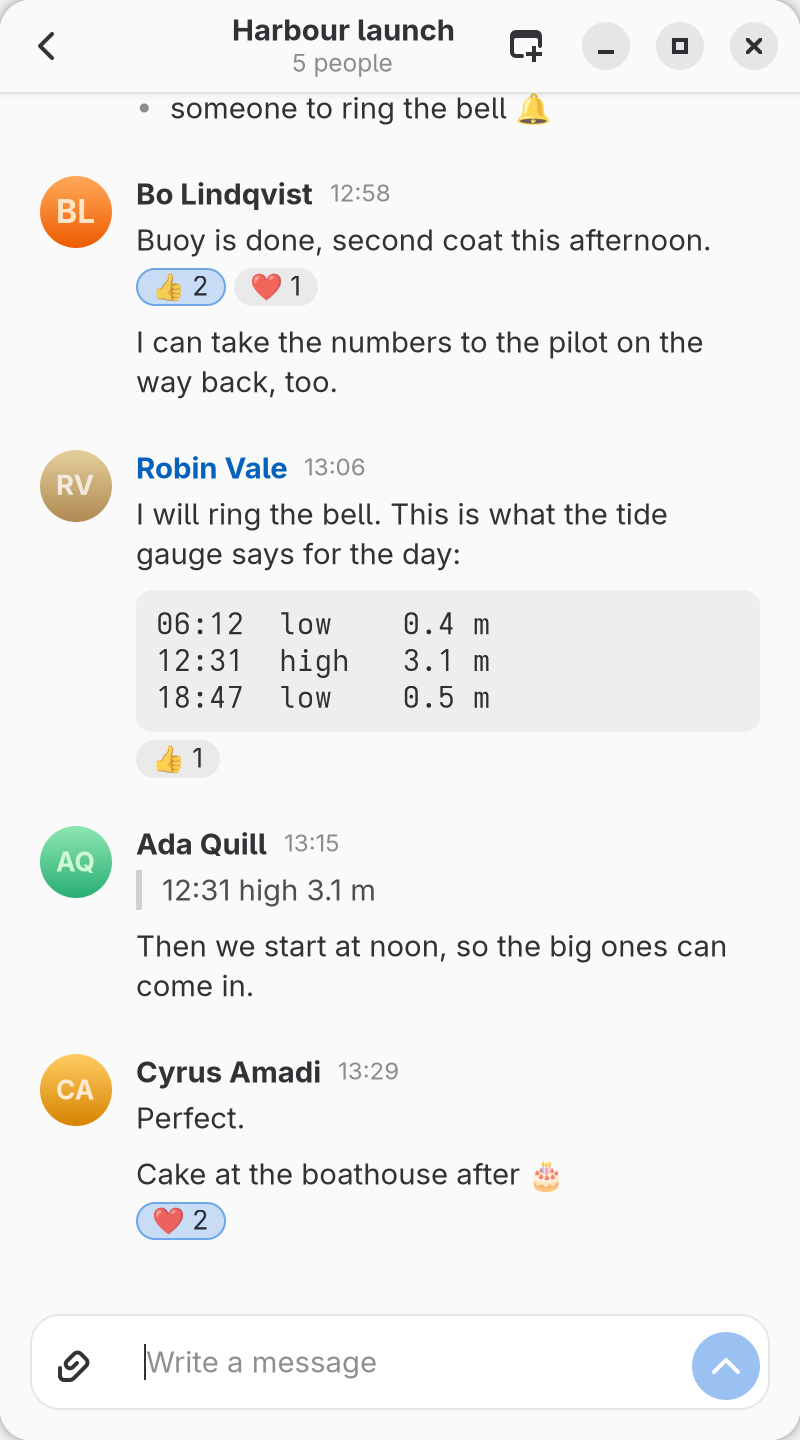 Harbour launch
5 people
• someone to ring the bell 🔔
BL
Bo Lindqvist 12:58
Buoy is done, second coat this afternoon.
👍 2 ❤️ 1
I can take the numbers to the pilot on the
way back, too.
RV
Robin Vale 13:06
I will ring the bell. This is what the tide
gauge says for the day:
06:12  low    0.4 m
12:31  high   3.1 m
18:47  low    0.5 m
👍 1
AQ
Ada Quill 13:15
12:31 high 3.1 m
Then we start at noon, so the big ones can
come in.
CA
Cyrus Amadi 13:29
Perfect.
Cake at the boathouse after 🎂
❤️ 2
Write a message